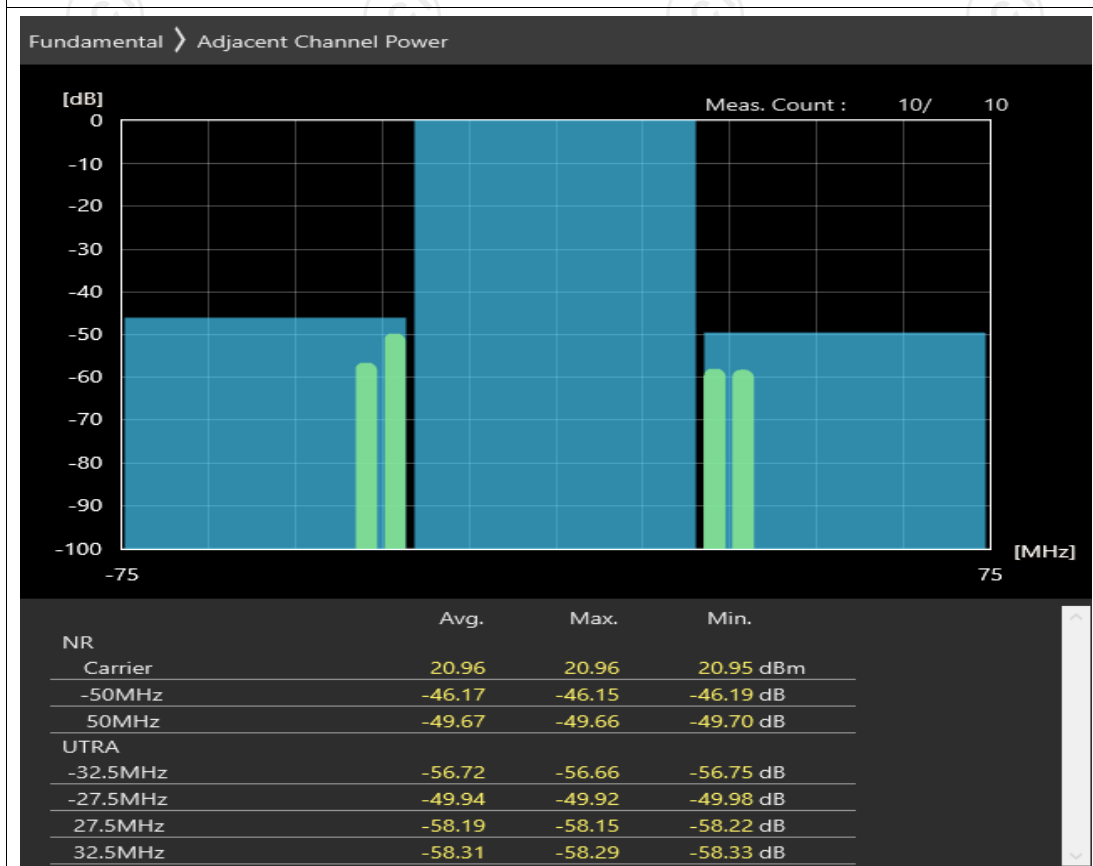 Fundamental 〉 Adjacent Channel Power
[dB]
Meas. Count : 10/ 10
0
-10
-20
-30
-40
-50
-60
-70
-80
-90
-100
[MHz]
-75 75
Avg. Max. Min.
NR
Carrier 20.96 20.96 20.95 dBm
-50MHz -46.17 -46.15 -46.19 dB
50MHz -49.67 -49.66 -49.70 dB
UTRA
-32.5MHz -56.72 -56.66 -56.75 dB
-27.5MHz -49.94 -49.92 -49.98 dB
27.5MHz -58.19 -58.15 -58.22 dB
32.5MHz -58.31 -58.29 -58.33 dB